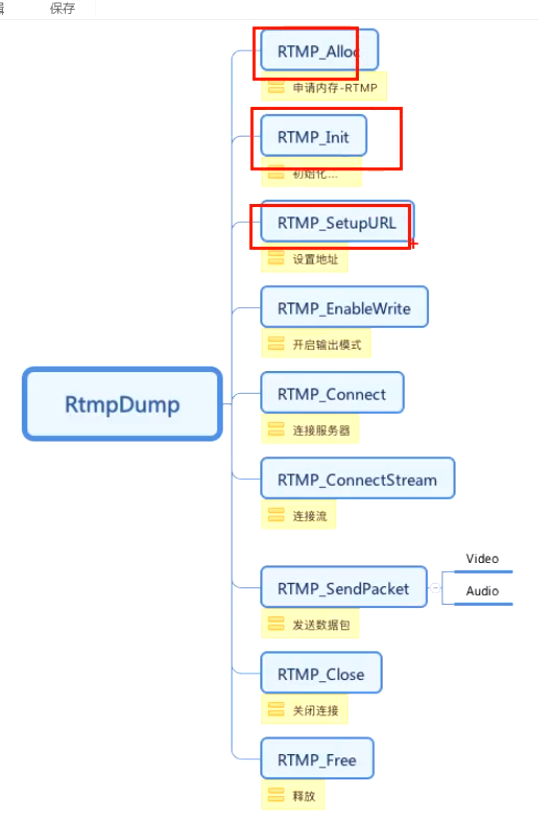 保存
RtmpDump
RTMP_Alloc
申请内存-RTMP
RTMP_Init
初始化...
RTMP_SetupURL
设置地址
RTMP_EnableWrite
开启输出模式
RTMP_Connect
连接服务器
RTMP_ConnectStream
连接流
RTMP_SendPacket
Video
Audio
发送数据包
RTMP_Close
关闭连接
RTMP_Free
释放